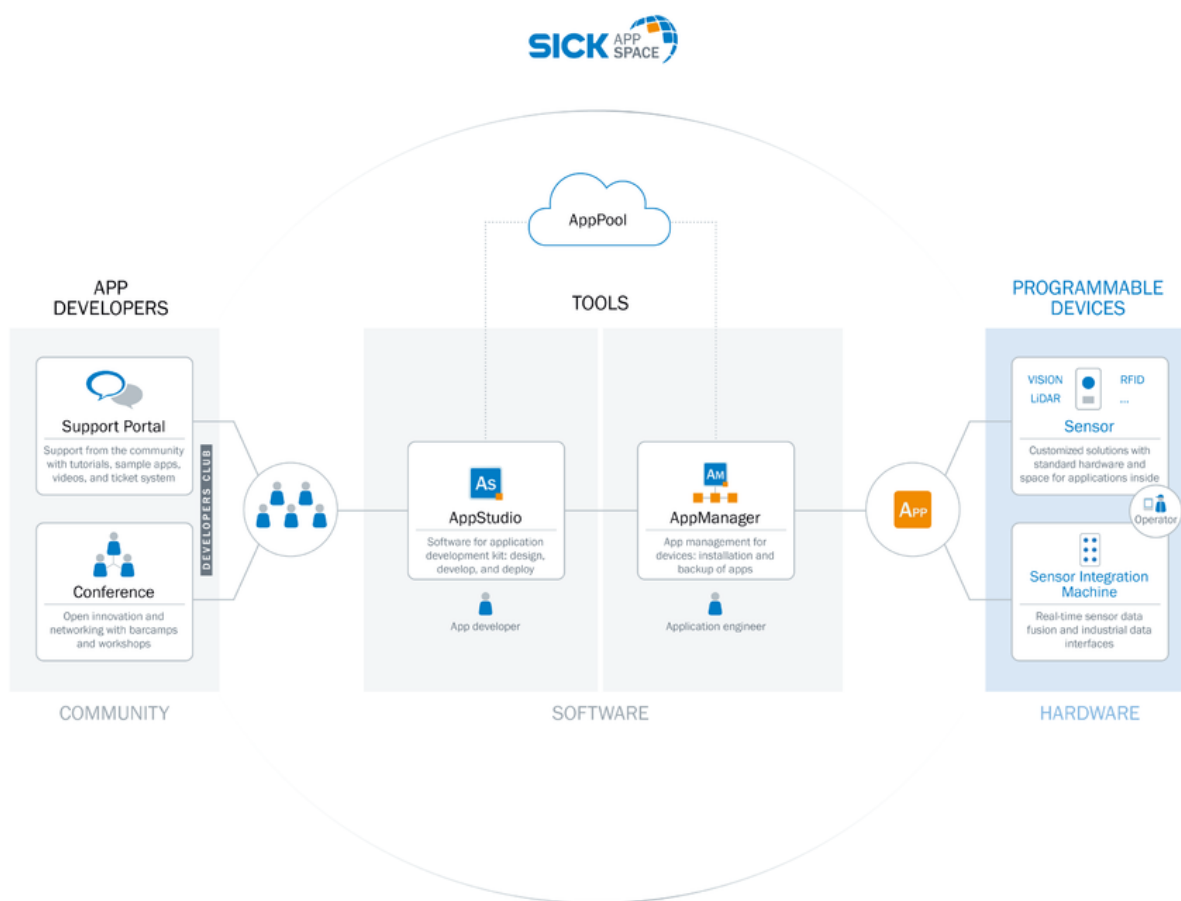 SICK APP
SPACE
AppPool
APP
DEVELOPERS
TOOLS
PROGRAMMABLE
DEVICES
Support Portal
Support from the community
with tutorials, sample apps,
videos, and ticket system
Conference
Open innovation and
networking with barcamps
and workshops
DEVELOPERS CLUB
As
AppStudio
Software for application
development kit: design,
develop, and deploy
App developer
AM
AppManager
App management for
devices: installation and
backup of apps
Application engineer
APP
VISION
RFID
LiDAR
...
Sensor
Customized solutions with
standard hardware and
space for applications inside
Operator
Sensor Integration
Machine
Real-time sensor data
fusion and industrial data
interfaces
COMMUNITY
SOFTWARE
HARDWARE